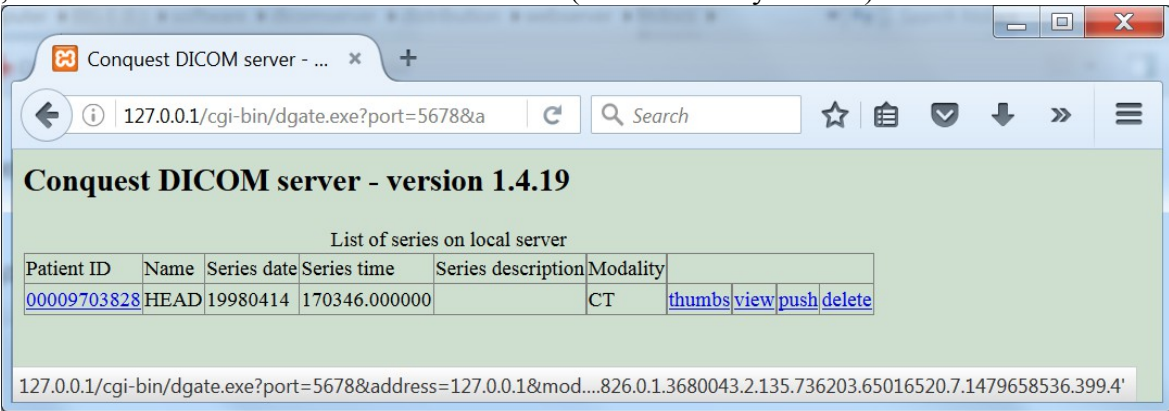 Conquest DICOM server - ...
127.0.0.1/cgi-bin/dgate.exe?port=5678&a
Search
Conquest DICOM server - version 1.4.19
List of series on local server
Patient ID Name Series date Series time Series description Modality
00009703828 HEAD 19980414 170346.000000 CT thumbs view push delete
127.0.0.1/cgi-bin/dgate.exe?port=5678&address=127.0.0.1&mod....826.0.1.3680043.2.135.736203.65016520.7.1479658536.399.4'